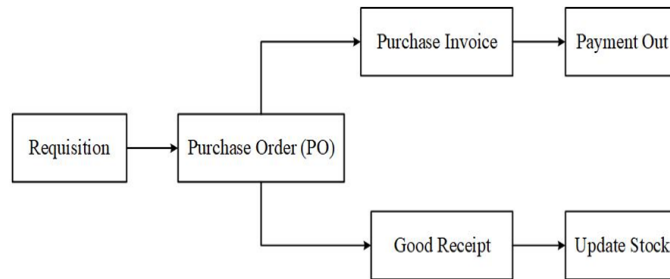 Purchase Invoice
Payment Out
Requisition
Purchase Order (PO)
Good Receipt
Update Stock